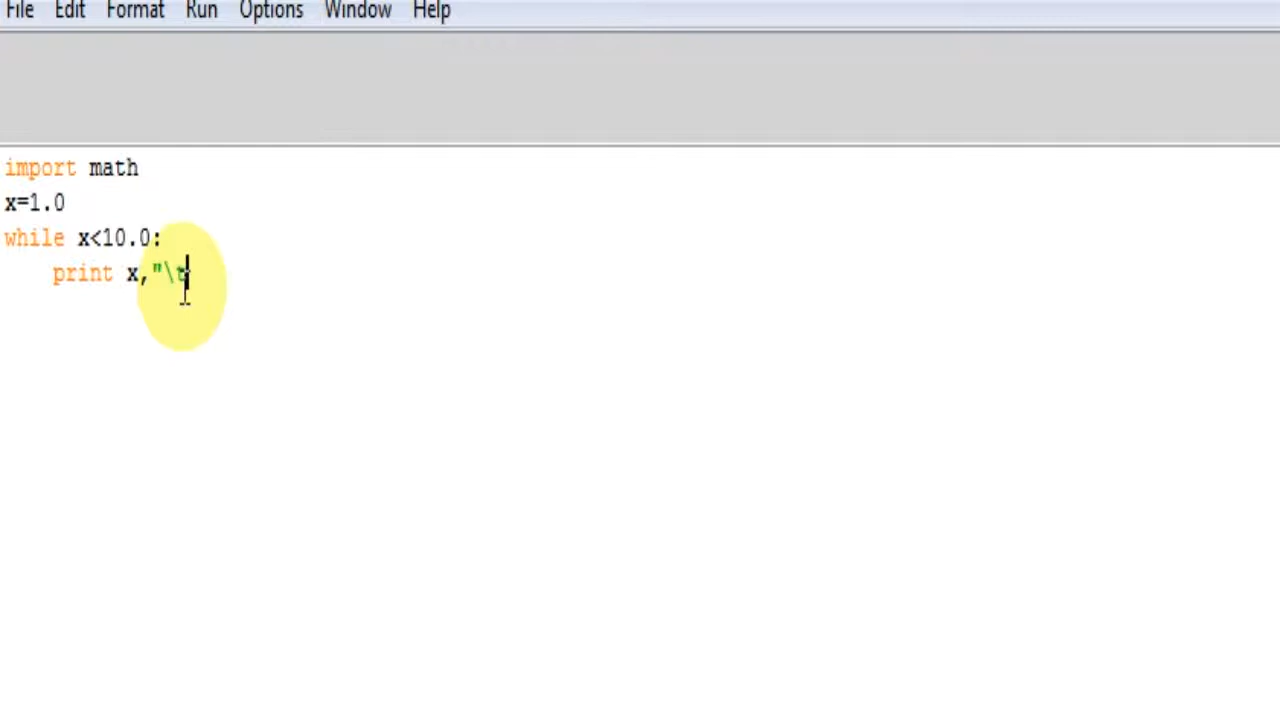 File Edit Format Run Options Window Help
import math
x=1.0
while x<10.0:
    print x,"\t